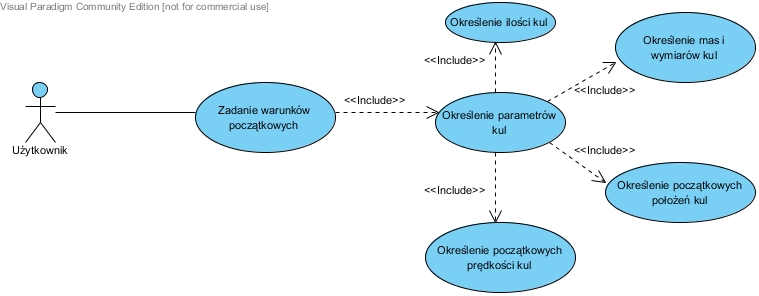 Visual Paradigm Community Edition [not for commercial use]
Określenie ilości kul
Określenie mas i
wymiarów kul
<<Include>>
<<Include>>
Zadanie warunków
początkowych
<<Include>>
Określenie parametrów
kul
Użytkownik
<<Include>>
Określenie początkowych
położeń kul
<<Include>>
Określenie początkowych
prędkości kul